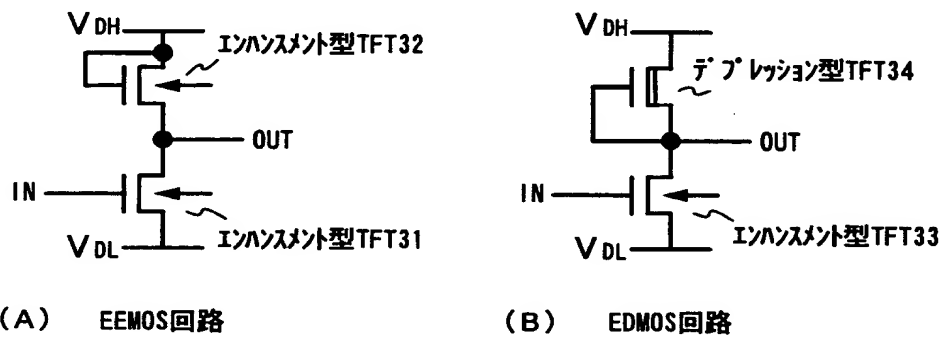 VDH
エンハンスメント型TFT32
OUT
IN
エンハンスメント型TFT31
VDL
(A) EEMOS回路
VDH
デプレッション型TFT34
OUT
IN
エンハンスメント型TFT33
VDL
(B) EDMOS回路